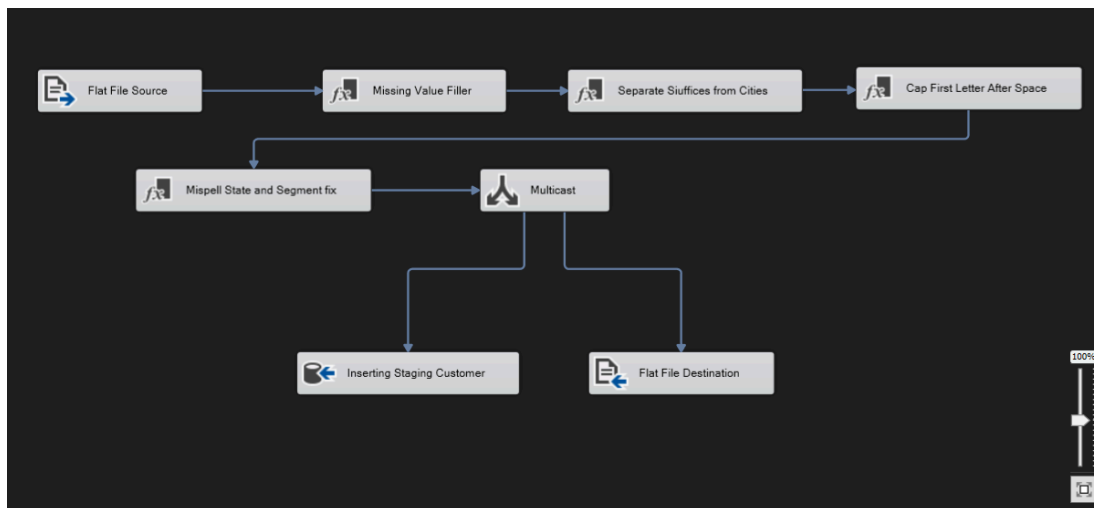 Flat File Source
Missing Value Filler
Separate Siuffices from Cities
Cap First Letter After Space
Mispell State and Segment fix
Multicast
Inserting Staging Customer
Flat File Destination
100%